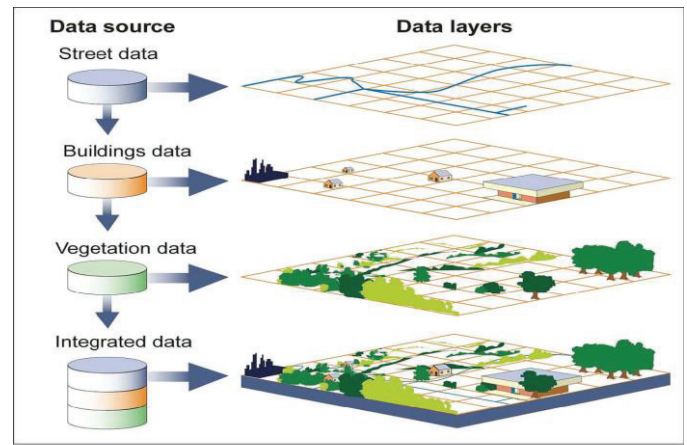 Data source
Data layers
Street data
Buildings data
Vegetation data
Integrated data